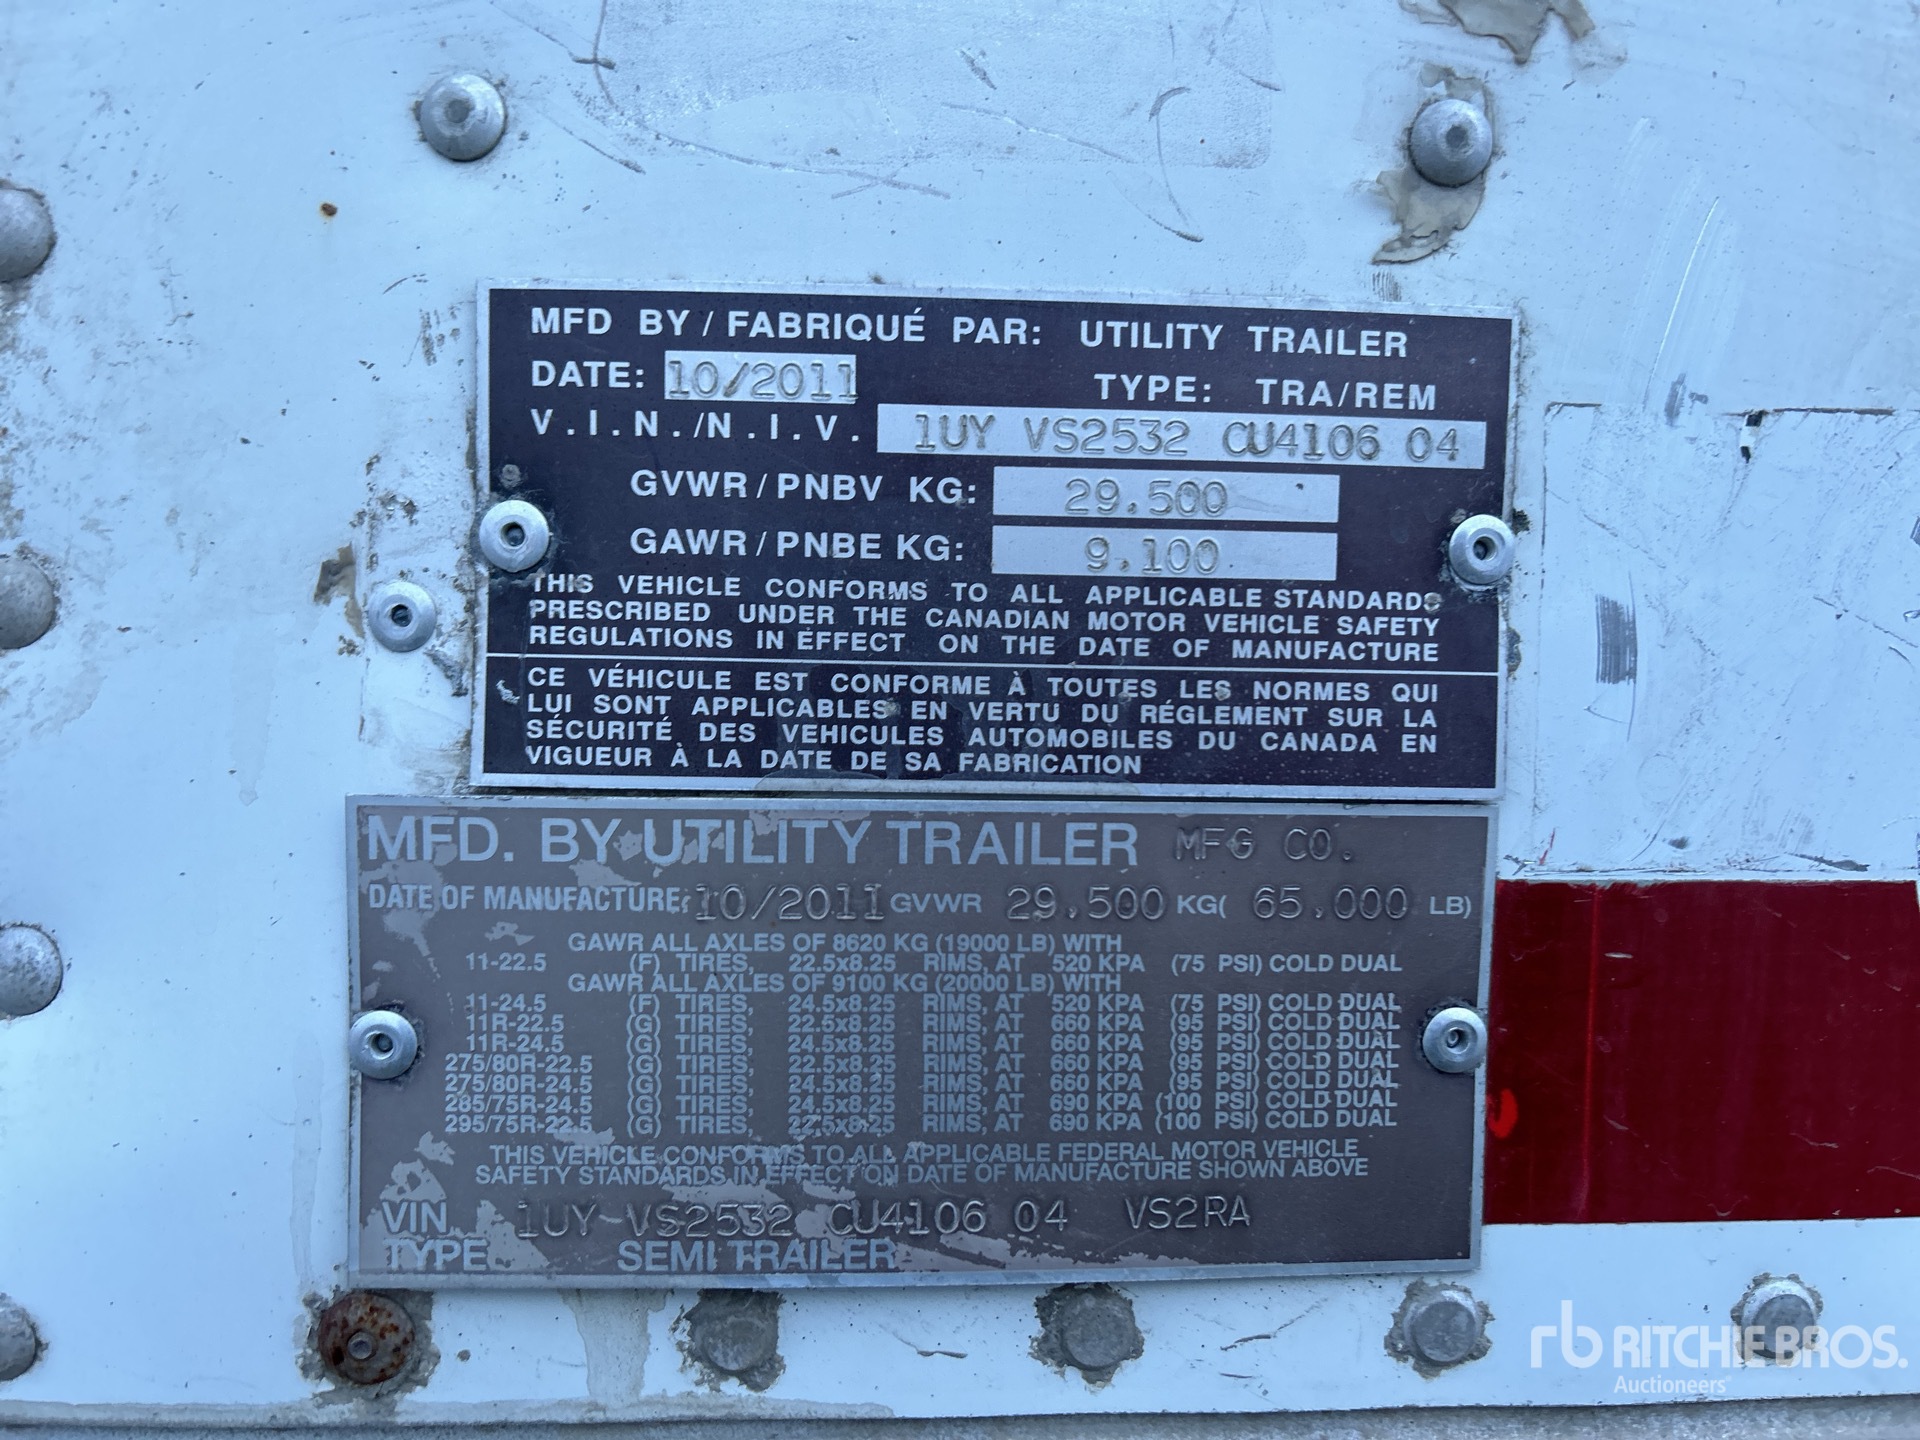 MFD BY / FABRIQUÉ PAR: UTILITY TRAILER
DATE: 10/2011 TYPE: TRA/REM
V.I.N./N.I.V. 1UY VS2532 CU4106 04
GVWR / PNBV KG: 29,500
GAWR / PNBE KG: 9,100
THIS VEHICLE CONFORMS TO ALL APPLICABLE STANDARDS
PRESCRIBED UNDER THE CANADIAN MOTOR VEHICLE SAFETY
REGULATIONS IN EFFECT ON THE DATE OF MANUFACTURE
CE VÉHICULE EST CONFORME À TOUTES LES NORMES QUI
LUI SONT APPLICABLES EN VERTU DU RÉGLEMENT SUR LA
SÉCURITÉ DES VEHICULES AUTOMOBILES DU CANADA EN
VIGUEUR À LA DATE DE SA FABRICATION
MFD. BY UTILITY TRAILER MFG CO.
DATE OF MANUFACTURE: 10/2011 GVWR 29,500 KG( 65,000 LB)
GAWR ALL AXLES OF 8620 KG (19000 LB) WITH
11-22.5 (F) TIRES, 22.5x8.25 RIMS, AT 520 KPA (75 PSI) COLD DUAL
GAWR ALL AXLES OF 9100 KG (20000 LB) WITH
11-24.5 (F) TIRES, 24.5x8.25 RIMS, AT 520 KPA (75 PSI) COLD DUAL
11R-22.5 (G) TIRES, 22.5x8.25 RIMS, AT 660 KPA (95 PSI) COLD DUAL
11R-24.5 (G) TIRES, 24.5x8.25 RIMS, AT 660 KPA (95 PSI) COLD DUAL
275/80R-22.5 (G) TIRES, 22.5x8.25 RIMS, AT 660 KPA (95 PSI) COLD DUAL
275/80R-24.5 (G) TIRES, 24.5x8.25 RIMS, AT 660 KPA (95 PSI) COLD DUAL
285/75R-24.5 (G) TIRES, 24.5x8.25 RIMS, AT 690 KPA (100 PSI) COLD DUAL
295/75R-22.5 (G) TIRES, 22.5x8.25 RIMS, AT 690 KPA (100 PSI) COLD DUAL
THIS VEHICLE CONFORMS TO ALL APPLICABLE FEDERAL MOTOR VEHICLE
SAFETY STANDARDS IN EFFECT ON DATE OF MANUFACTURE SHOWN ABOVE
VIN 1UY VS2532 CU4106 04 VS2RA
TYPE SEMI TRAILER
rb RITCHIE BROS.
Auctioneers